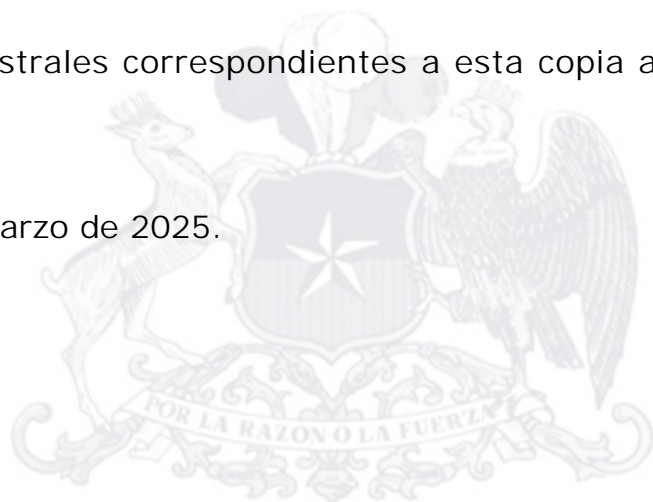 strales correspondientes a esta copia a
arzo de 2025.
POR LA RAZON O LA FUERZA